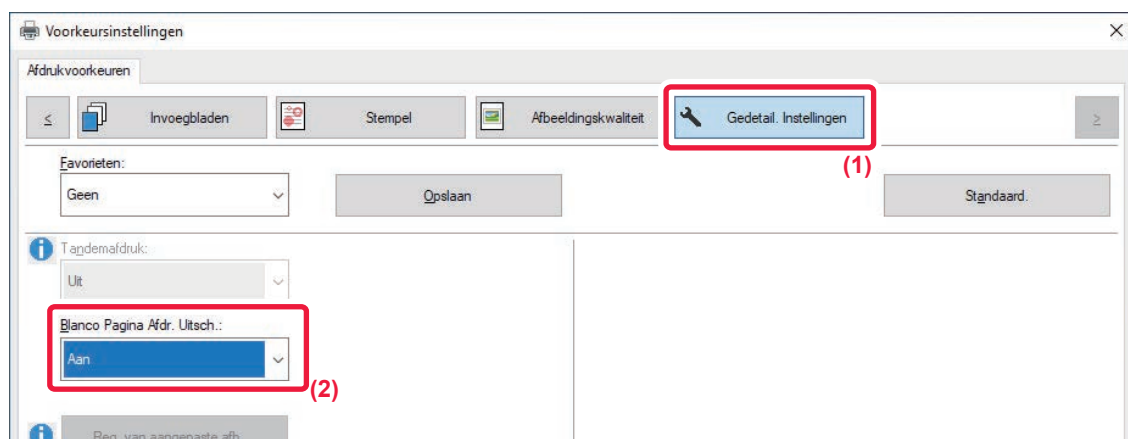 Voorkeursinstellingen
Afdrukvoorkeuren
< Invoegbladen Stempel Afbeeldingskwaliteit Gedetail. Instellingen >
(1)
Favorieten:
Geen Opslaan Standaard.
Tandemafdruk:
Uit
Blanco Pagina Afdr. Uitsch.:
Aan
(2)
Reg. van aangepaste afb.